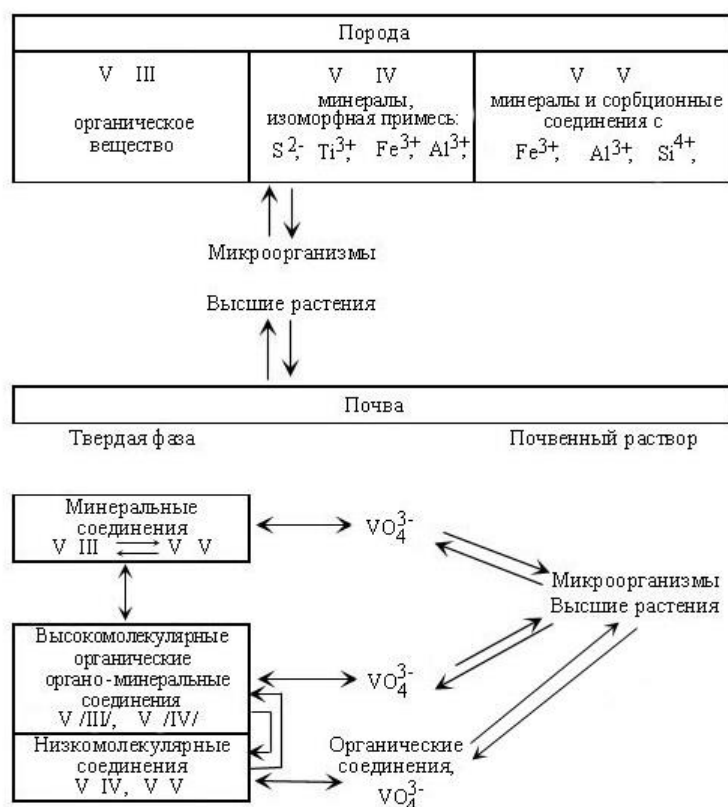 Порода
V III
органическое
вещество
V IV
минералы,
изоморфная примесь:
S²⁻, Ti³⁺, Fe³⁺, Al³⁺,
V V
минералы и сорбционные
соединения с
Fe³⁺, Al³⁺, Si⁴⁺,
Микроорганизмы
Высшие растения
Почва
Твердая фаза
Почвенный раствор
Минеральные
соединения
V III V V
VO₄³⁻
Микроорганизмы
Высшие растения
Высокомолекулярные
органические
органо-минеральные
соединения
V /III/, V /IV/
VO₄³⁻
Низкомолекулярные
соединения
V IV, V V
Органические
соединения,
VO₄³⁻